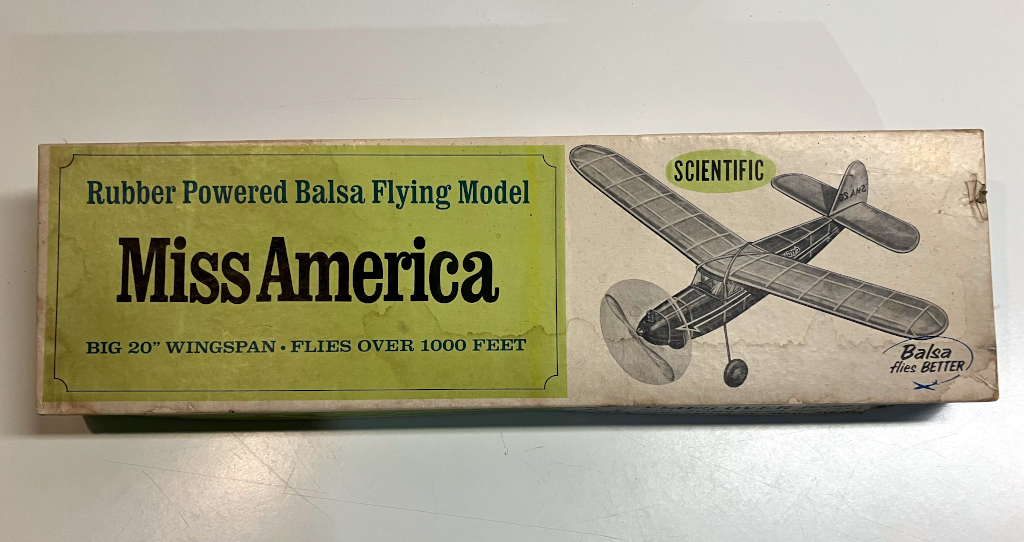 Rubber Powered Balsa Flying Model
Miss America
BIG 20” WINGSPAN • FLIES OVER 1000 FEET
SCIENTIFIC
Balsa
flies BETTER